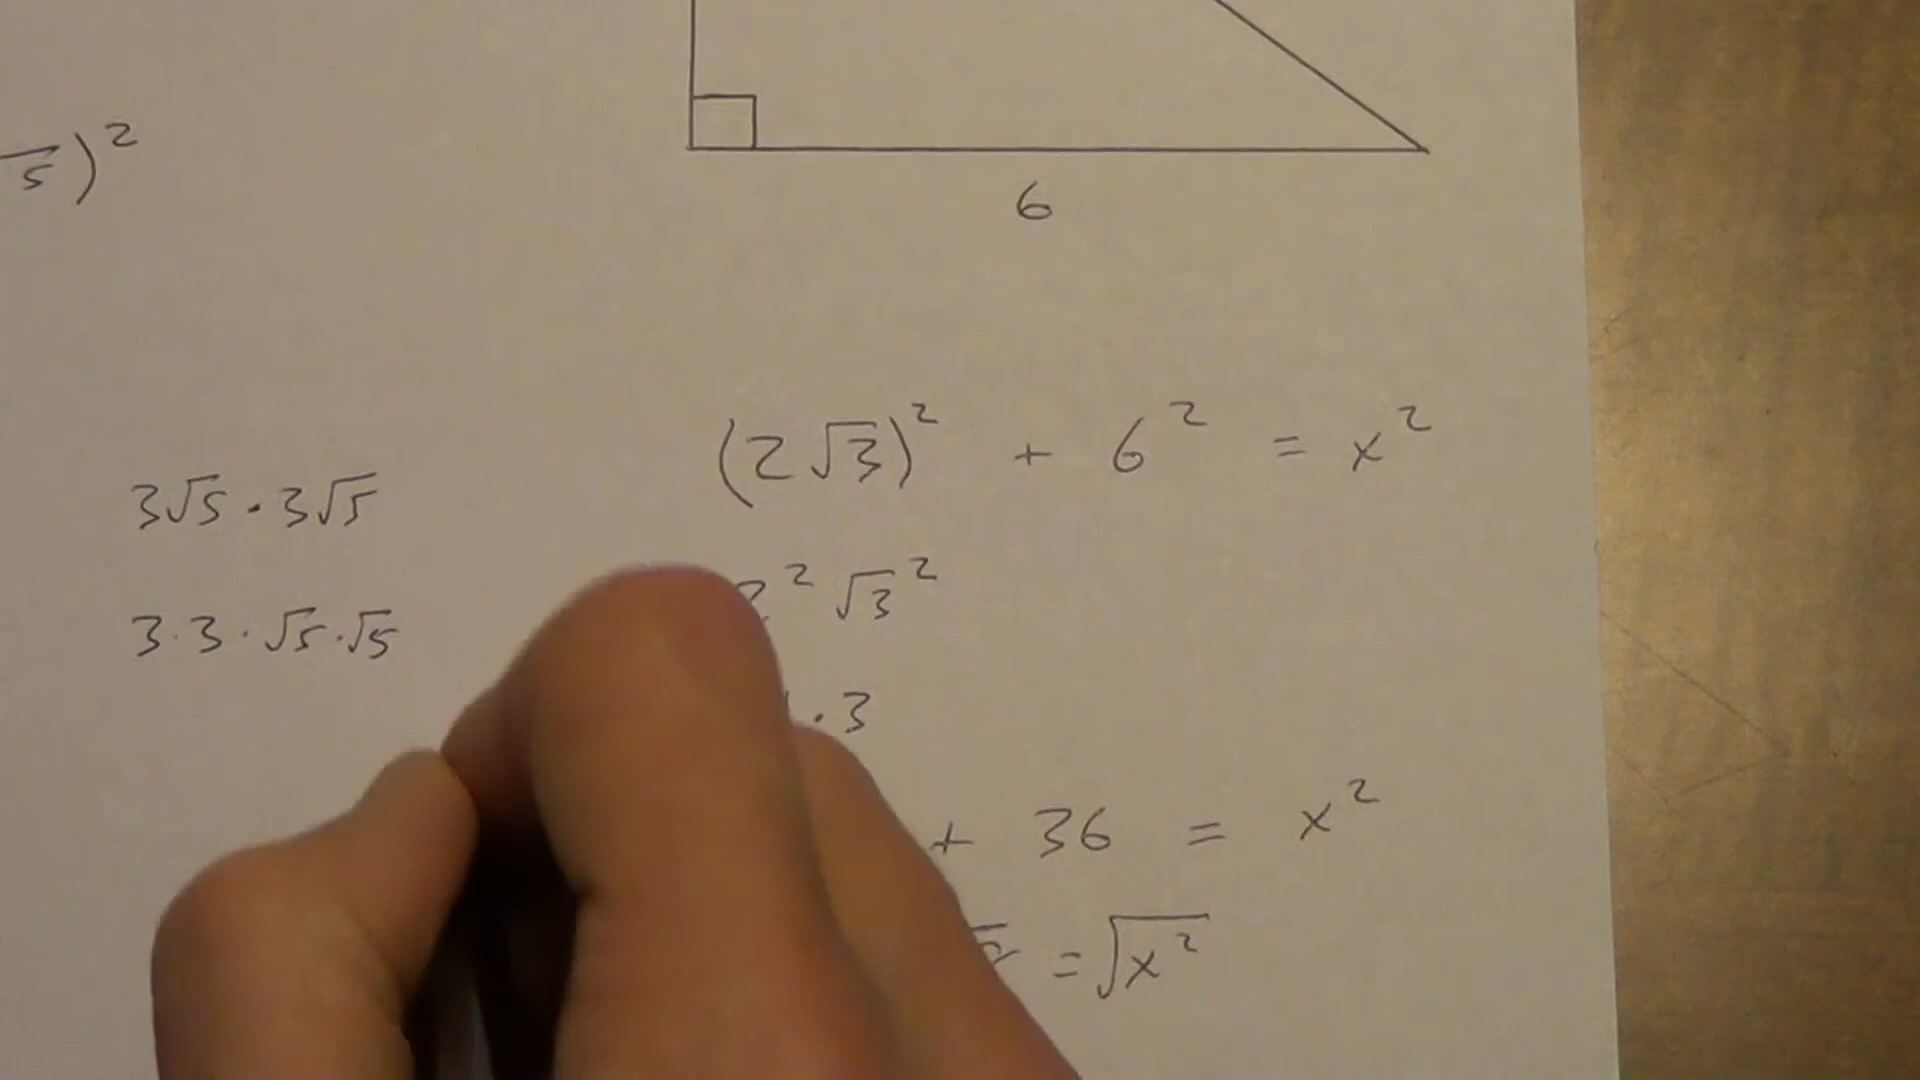 5)²
6
(2√3)² + 6² = x²
3√5 · 3√5
2² √3²
3 · 3 · √5 · √5
· 3
+ 36 = x²
= √x²